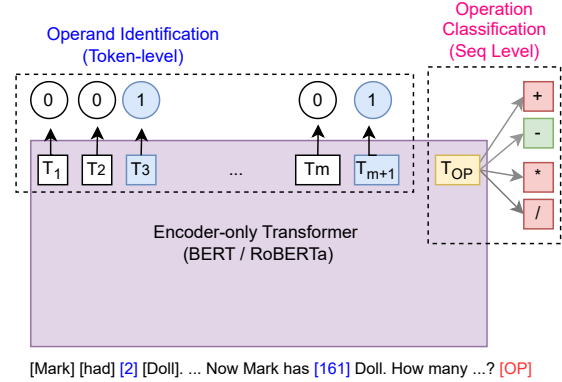 Operand Identification
(Token-level)
Operation
Classification
(Seq Level)
0 0 1 0 1
T1 T2 T3 ... Tm Tm+1 TOP
+
-
*
/
Encoder-only Transformer
(BERT / RoBERTa)
[Mark] [had] [2] [Doll]. ... Now Mark has [161] Doll. How many ...? [OP]